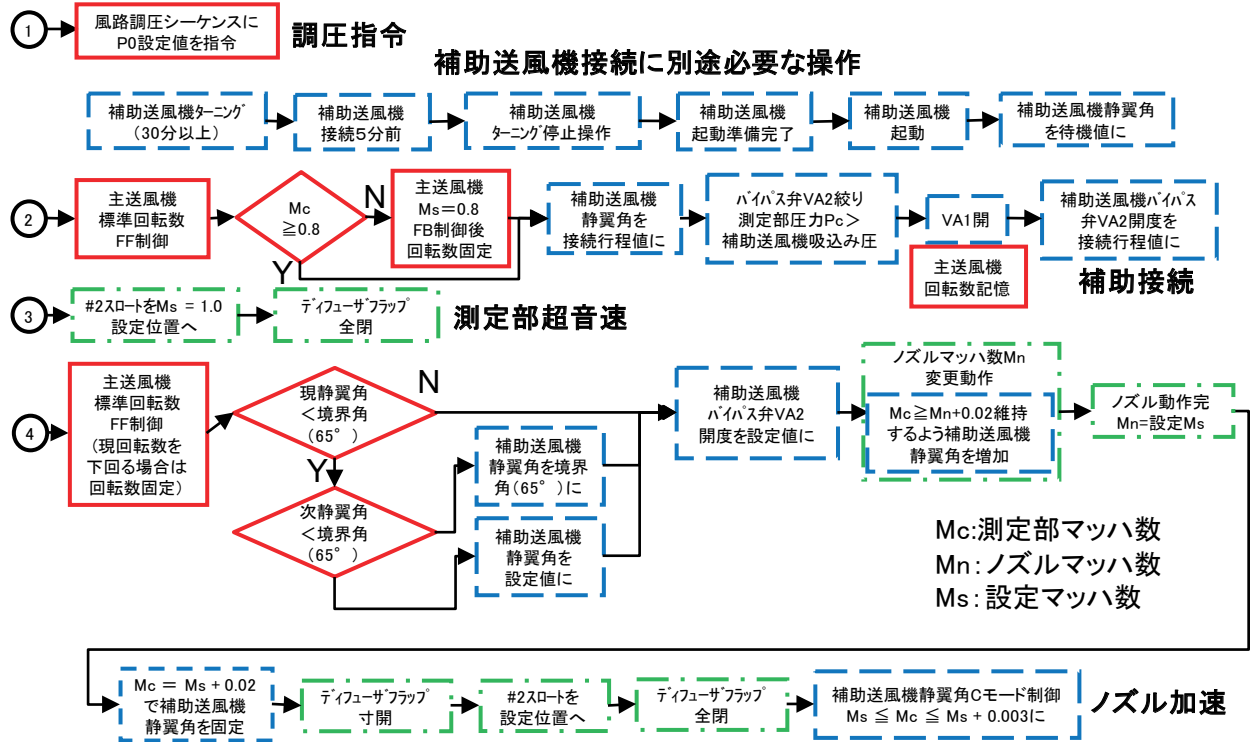 1
風路調圧シーケンスに
P0設定値を指令
調圧指令
補助送風機接続に別途必要な操作
補助送風機ターニング
(30分以上)
補助送風機
接続5分前
補助送風機
ターニング停止操作
補助送風機
起動準備完了
補助送風機
起動
補助送風機静翼角
を待機値に
2
主送風機
標準回転数
FF制御
Mc
≧0.8
N
Y
主送風機
Ms=0.8
FB制御後
回転数固定
補助送風機
静翼角を
接続行程値に
バイパス弁VA2絞り
測定部圧力Pc>
補助送風機吸込み圧
VA1開
主送風機
回転数記憶
補助送風機バイパス
弁VA2開度を
接続行程値に
補助接続
3
#2スロートをMs = 1.0
設定位置へ
ディフューザフラップ
全閉
測定部超音速
4
主送風機
標準回転数
FF制御
(現回転数を
下回る場合は
回転数固定)
現静翼角
<境界角
(65°)
N
Y
次静翼角
<境界角
(65°)
補助送風機
静翼角を境界
角(65°)に
補助送風機
静翼角を
設定値に
補助送風機
バイパス弁VA2
開度を設定値に
ノズルマッハ数Mn
変更動作
Mc≧Mn+0.02維持
するよう補助送風機
静翼角を増加
ノズル動作完
Mn=設定Ms
Mc:測定部マッハ数
Mn:ノズルマッハ数
Ms:設定マッハ数
Mc = Ms + 0.02
で補助送風機
静翼角を固定
ディフューザフラップ
寸開
#2スロートを
設定位置へ
ディフューザフラップ
全閉
補助送風機静翼角Cモード制御
Ms ≦ Mc ≦ Ms + 0.003に
ノズル加速